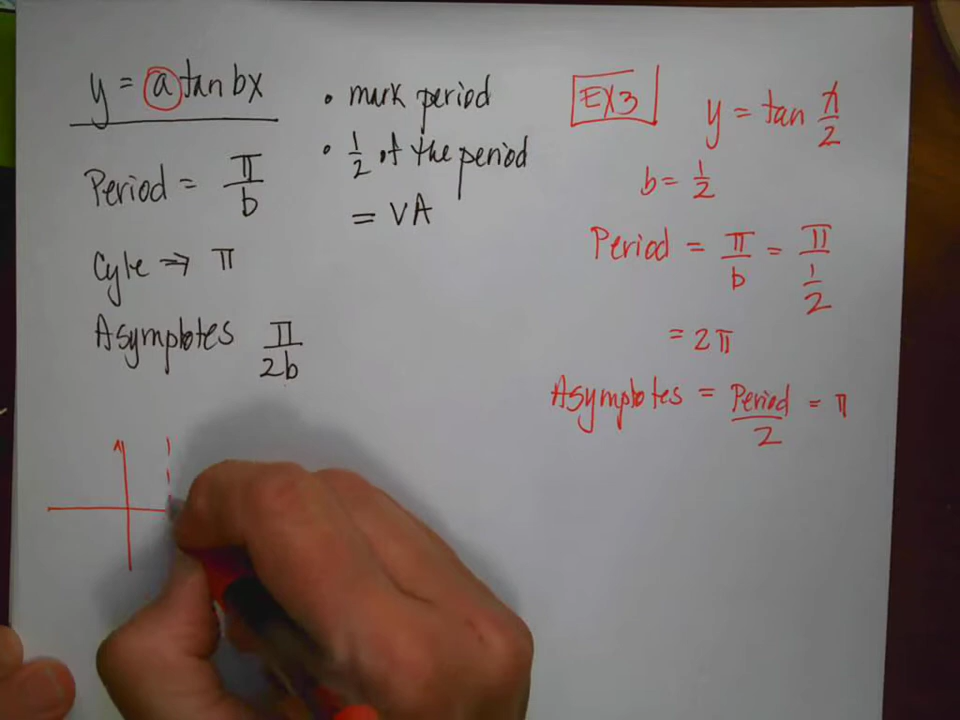 y = a tan bx
Period = π/b
Cycle ⇒ π
Asymptotes π/2b
• mark period
• 1/2 of the period
= VA
EX3 y = tan x/2
b = 1/2
Period = π/b = π/(1/2)
= 2π
Asymptotes = Period/2 = π